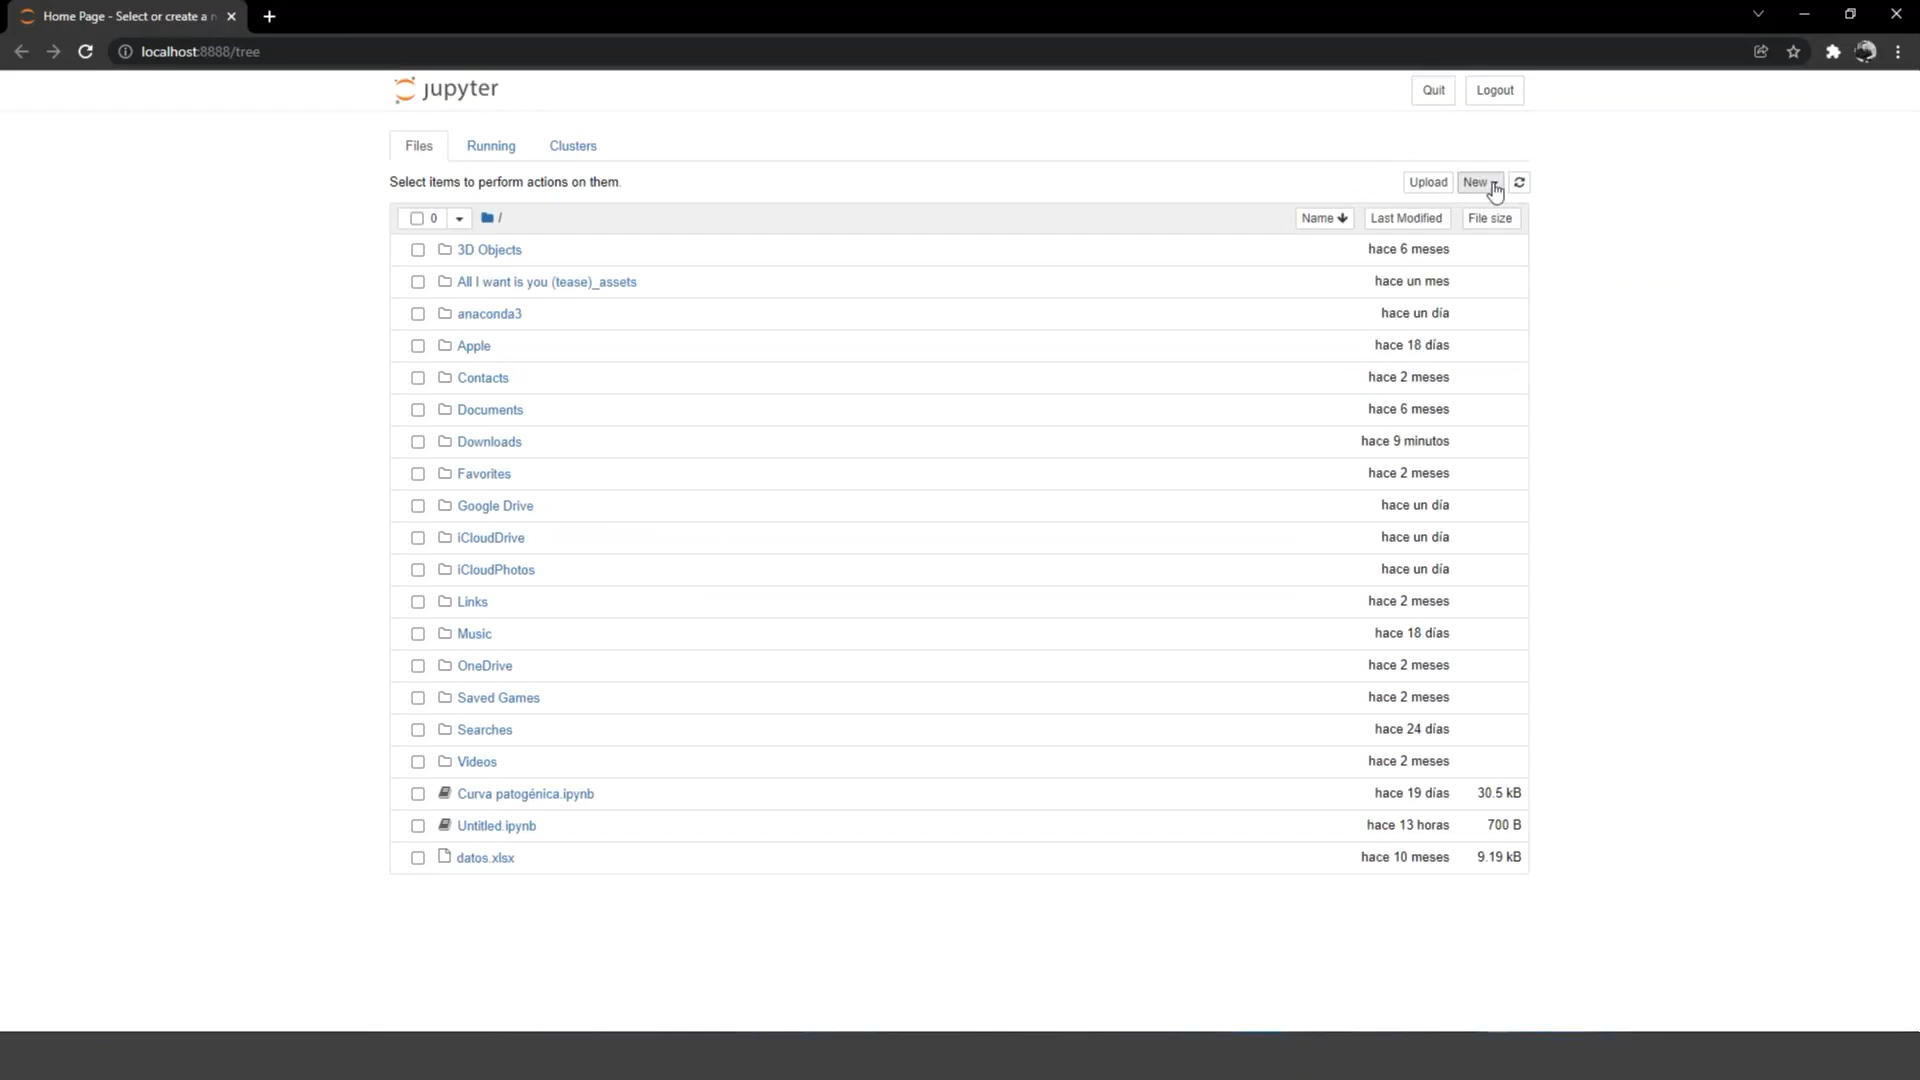 Home Page - Select or create a n
localhost:8888/tree
jupyter
Quit
Logout
Files
Running
Clusters
Select items to perform actions on them.
Upload
New
0
/
Name
Last Modified
File size
3D Objects hace 6 meses
All I want is you (tease)_assets hace un mes
anaconda3 hace un día
Apple hace 18 días
Contacts hace 2 meses
Documents hace 6 meses
Downloads hace 9 minutos
Favorites hace 2 meses
Google Drive hace un día
iCloudDrive hace un día
iCloudPhotos hace un día
Links hace 2 meses
Music hace 18 días
OneDrive hace 2 meses
Saved Games hace 2 meses
Searches hace 24 días
Videos hace 2 meses
Curva patogénica.ipynb hace 19 días 30.5 kB
Untitled.ipynb hace 13 horas 700 B
datos.xlsx hace 10 meses 9.19 kB